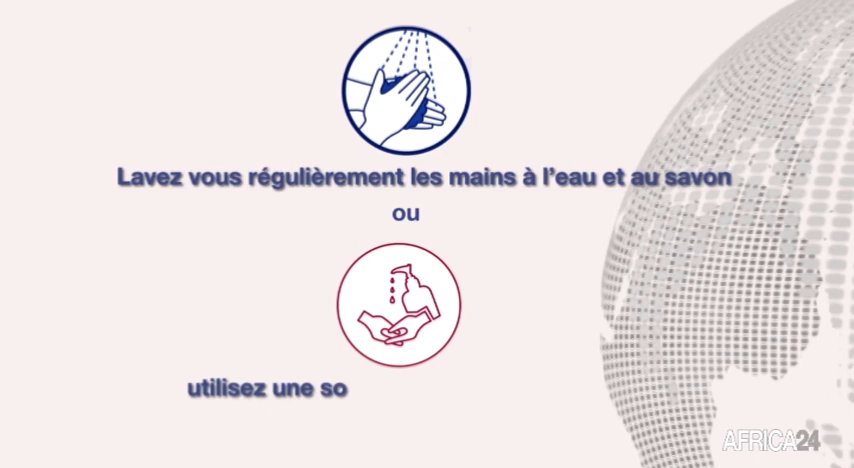 Lavez vous régulièrement les mains à l'eau et au savon
ou
utilisez une so
AFRICA24